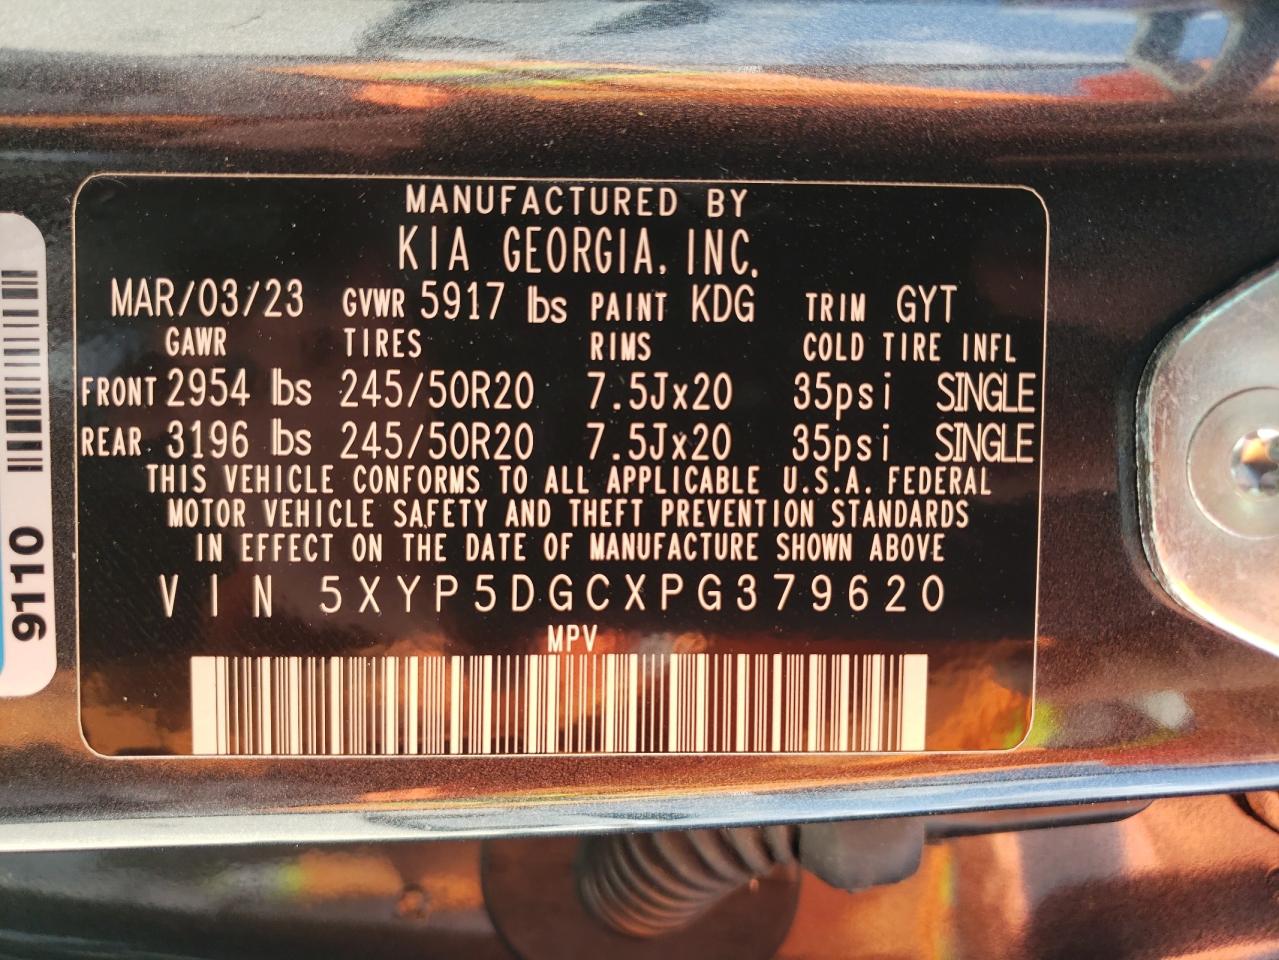 MANUFACTURED BY
KIA GEORGIA, INC.
MAR/03/23 GVWR 5917 lbs PAINT KDG TRIM GYT
GAWR TIRES RIMS COLD TIRE INFL
FRONT 2954 lbs 245/50R20 7.5Jx20 35psi SINGLE
REAR 3196 lbs 245/50R20 7.5Jx20 35psi SINGLE
THIS VEHICLE CONFORMS TO ALL APPLICABLE U.S.A. FEDERAL
MOTOR VEHICLE SAFETY AND THEFT PREVENTION STANDARDS
IN EFFECT ON THE DATE OF MANUFACTURE SHOWN ABOVE
VIN 5XYP5DGCXPG379620
MPV
9110